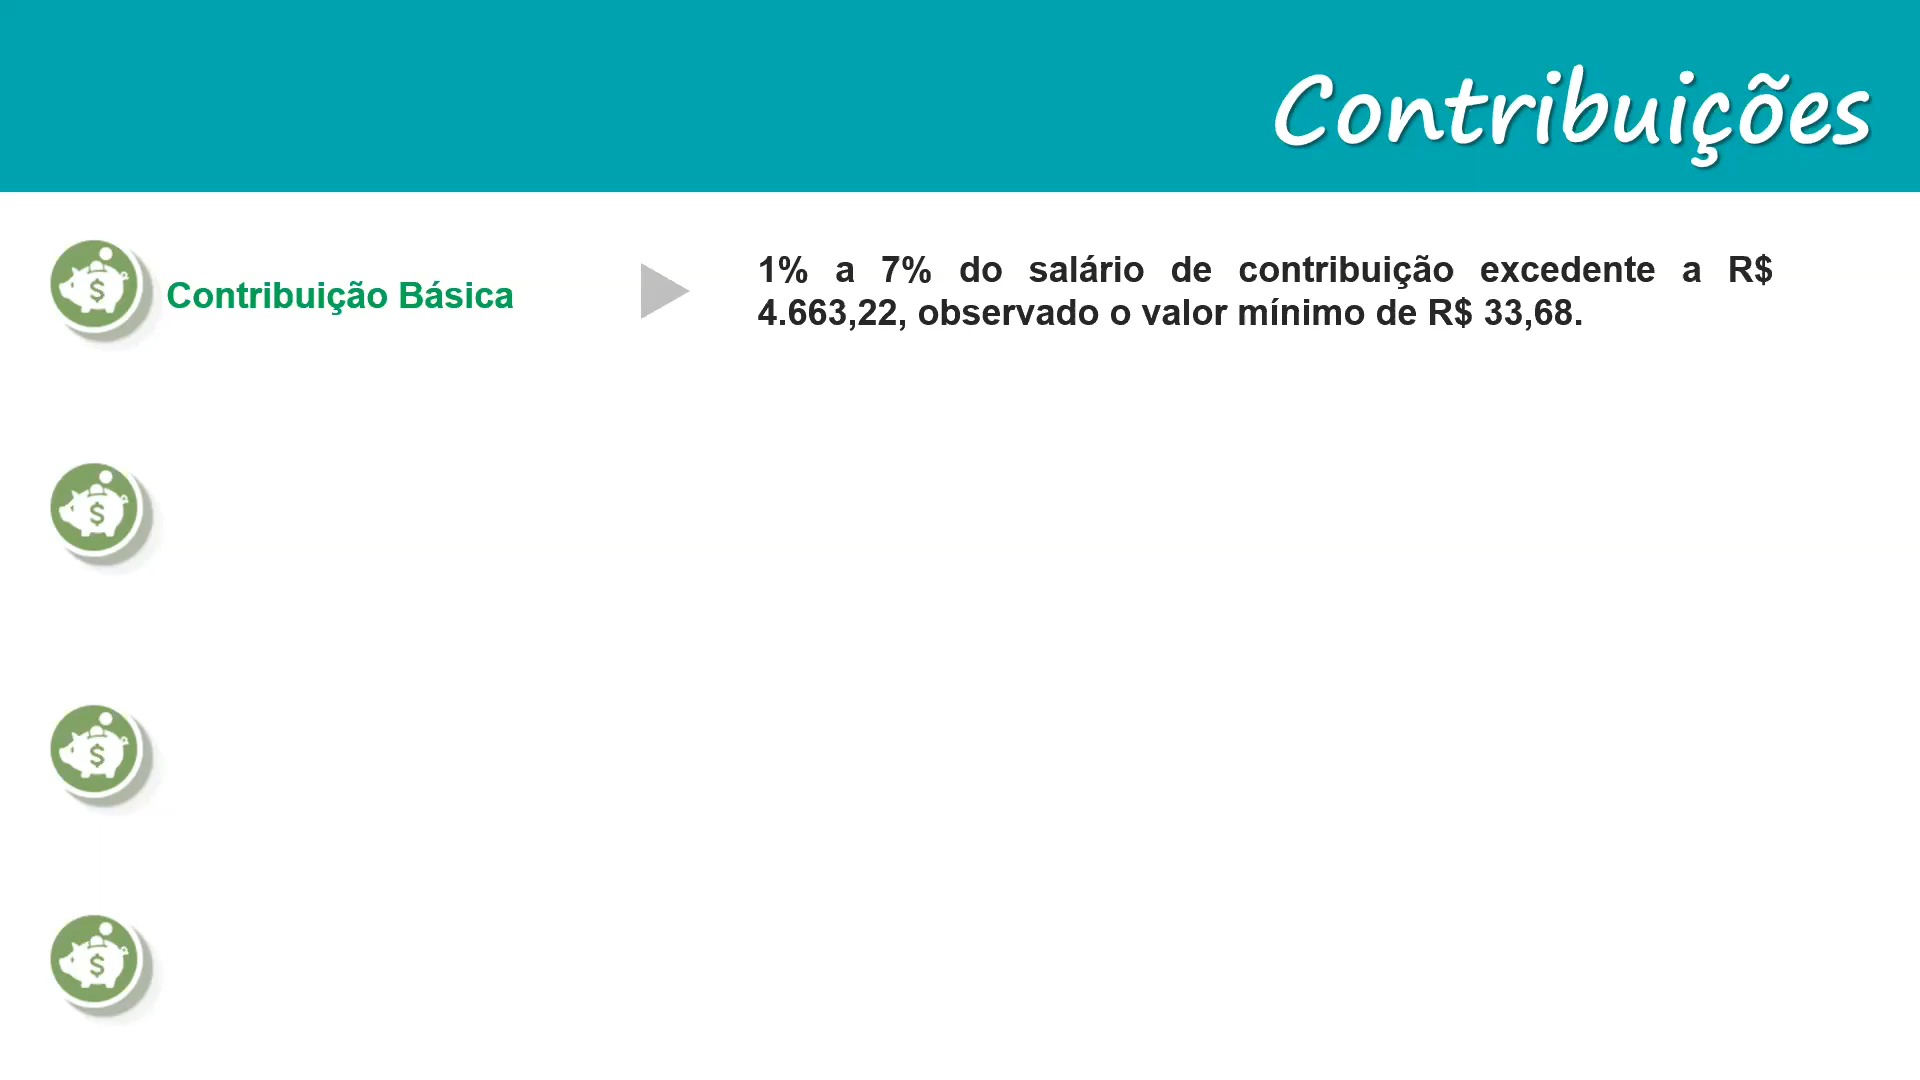 Contribuições
Contribuição Básica
1% a 7% do salário de contribuição excedente a R$
4.663,22, observado o valor mínimo de R$ 33,68.
$
$
$
$